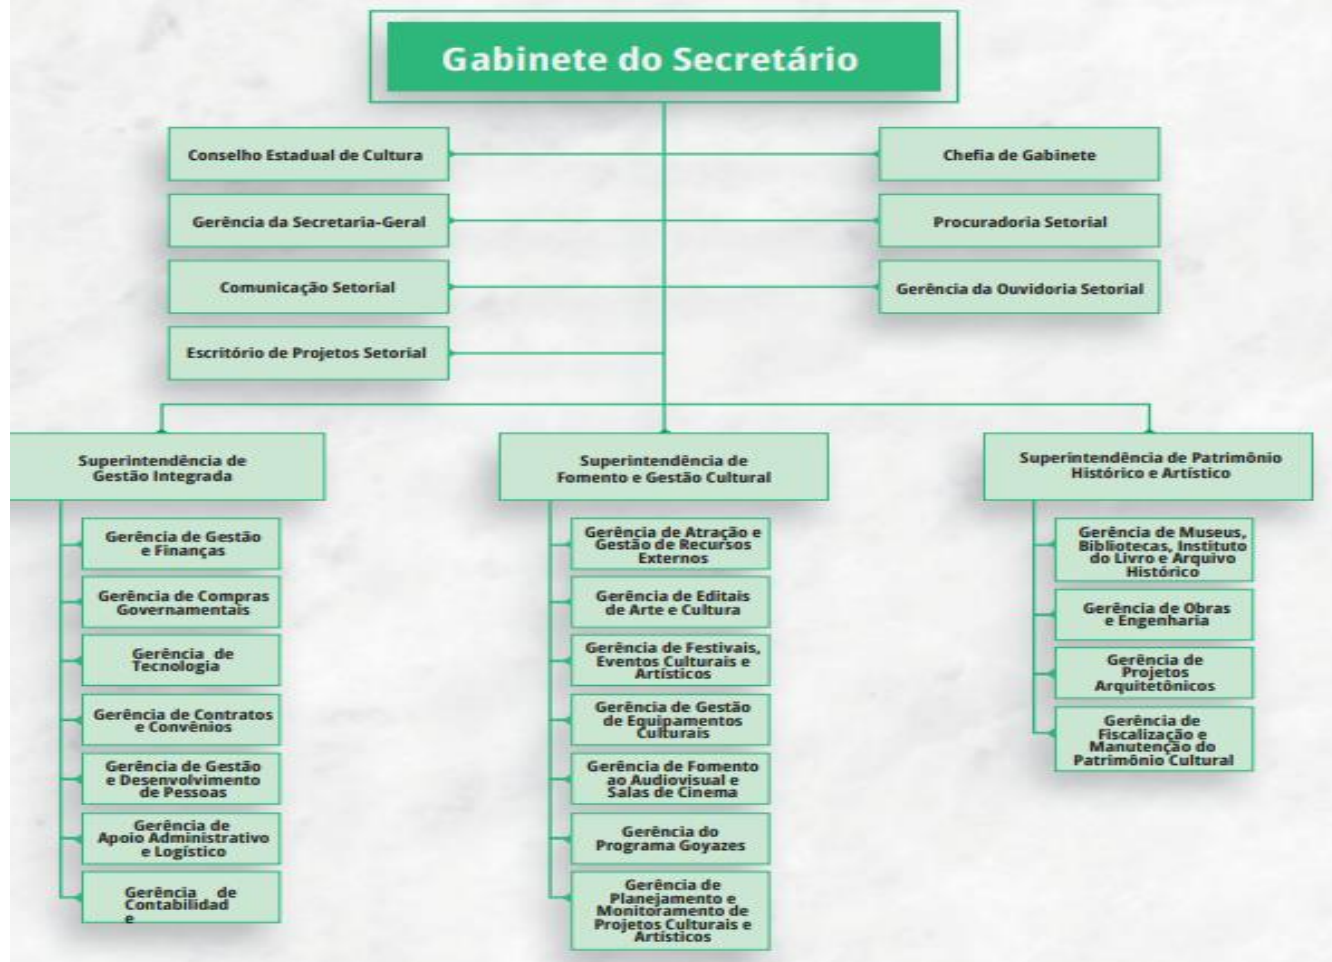 Gabinete do Secretário
Conselho Estadual de Cultura
Chefia de Gabinete
Gerência da Secretaria-Geral
Procuradoria Setorial
Comunicação Setorial
Gerência da Ouvidoria Setorial
Escritório de Projetos Setorial
Superintendência de
Gestão Integrada
Gerência de Gestão
e Finanças
Gerência de Compras
Governamentais
Gerência de
Tecnologia
Gerência de Contratos
e Convênios
Gerência de Gestão
e Desenvolvimento
de Pessoas
Gerência de
Apoio Administrativo
e Logístico
Gerência de
Contabilidad
e
Superintendência de
Fomento e Gestão Cultural
Gerência de Atração e
Gestão de Recursos
Externos
Gerência de Editais
de Arte e Cultura
Gerência de Festivais,
Eventos Culturais e
Artísticos
Gerência de Gestão
de Equipamentos
Culturais
Gerência de Fomento
ao Audiovisual e
Salas de Cinema
Gerência do
Programa Goyazes
Gerência de
Planejamento e
Monitoramento de
Projetos Culturais e
Artísticos
Superintendência de Patrimônio
Histórico e Artístico
Gerência de Museus,
Bibliotecas, Instituto
do Livro e Arquivo
Histórico
Gerência de Obras
e Engenharia
Gerência de
Projetos
Arquitetônicos
Gerência de
Fiscalização e
Manutenção do
Patrimônio Cultural